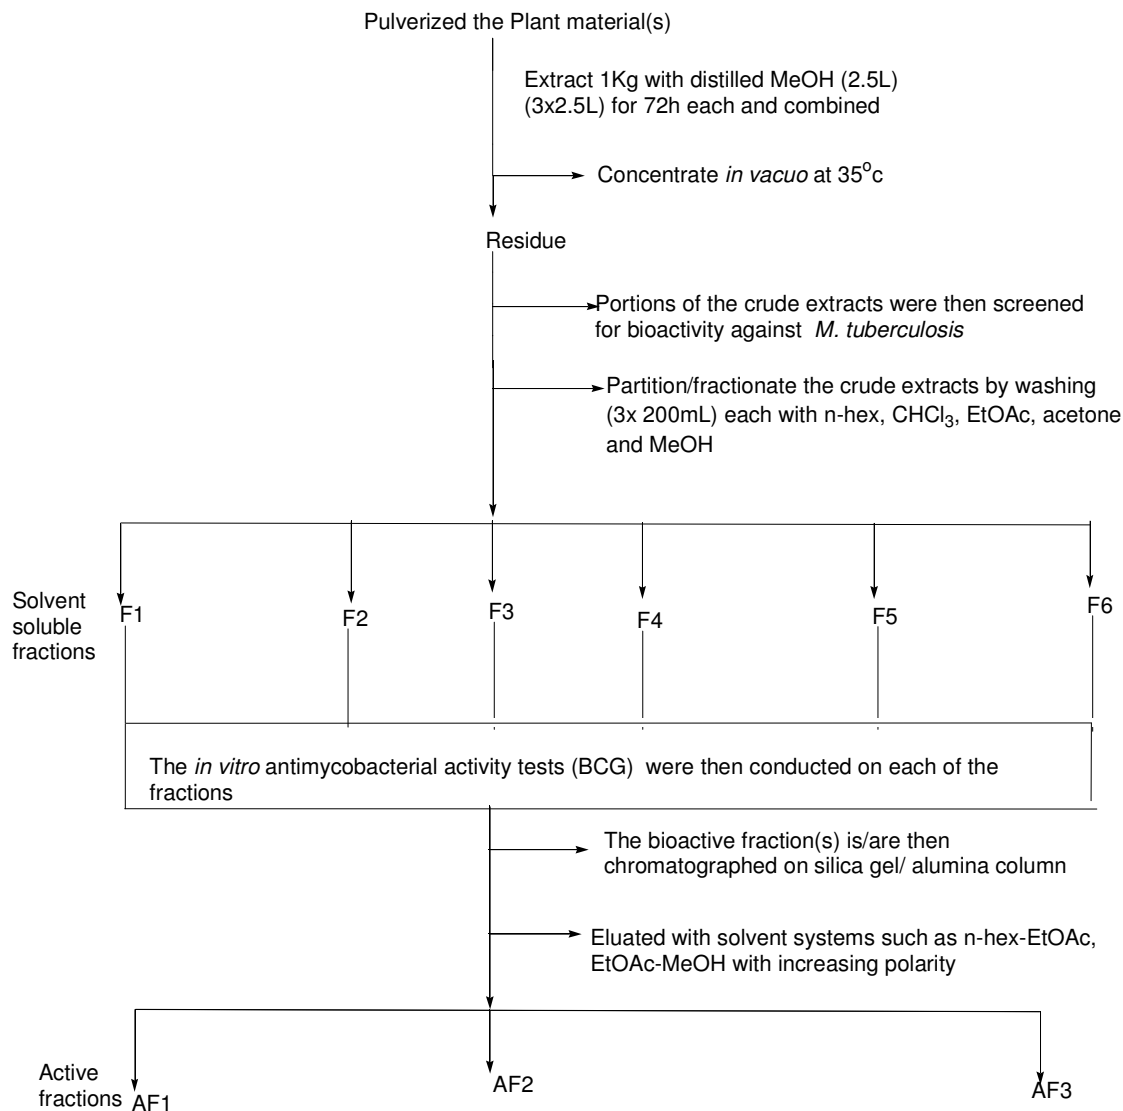 Pulverized the Plant material(s)
Extract 1Kg with distilled MeOH (2.5L)
(3x2.5L) for 72h each and combined
Concentrate in vacuo at 35oc
Residue
Portions of the crude extracts were then screened
for bioactivity against M. tuberculosis
Partition/fractionate the crude extracts by washing
(3x 200mL) each with n-hex, CHCl3, EtOAc, acetone
and MeOH
Solvent
soluble
fractions
F1
F2
F3
F4
F5
F6
The in vitro antimycobacterial activity tests (BCG) were then conducted on each of the
fractions
The bioactive fraction(s) is/are then
chromatographed on silica gel/ alumina column
Eluated with solvent systems such as n-hex-EtOAc,
EtOAc-MeOH with increasing polarity
Active
fractions
AF1
AF2
AF3